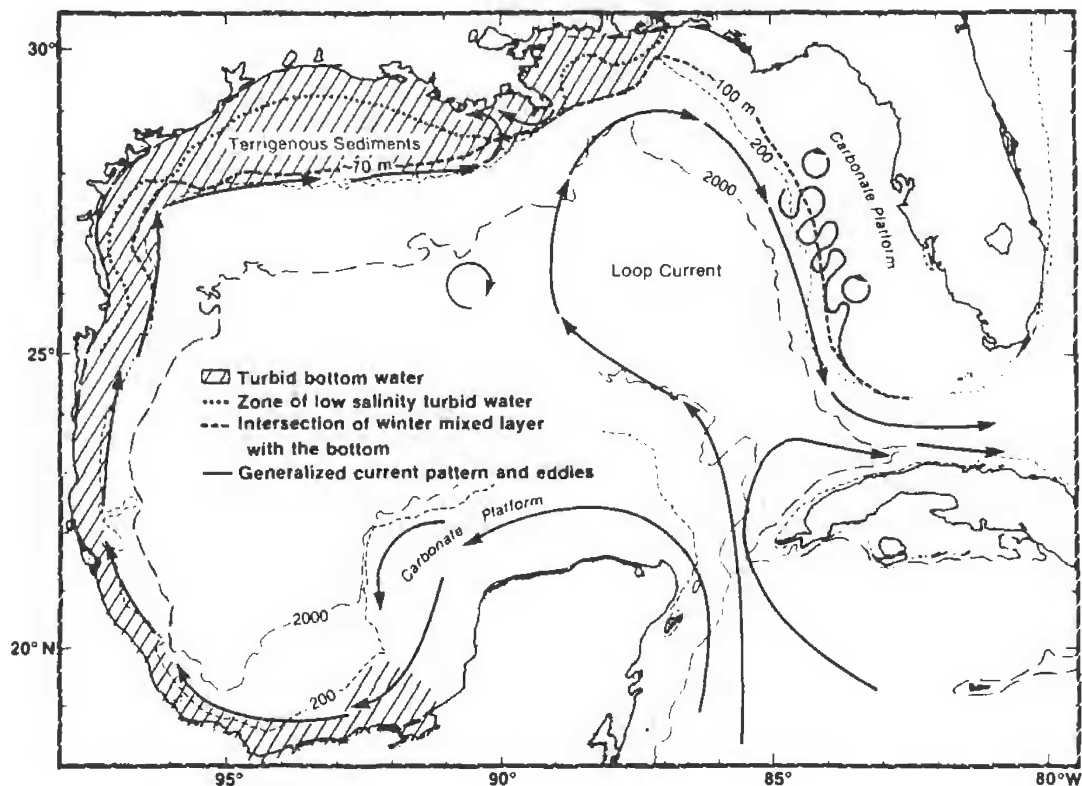 30°
100 m
Terrigenous Sediments
~70 m
200
Carbonate Platform
2000
Loop Current
25°
Turbid bottom water
Zone of low salinity turbid water
Intersection of winter mixed layer
with the bottom
Generalized current pattern and eddies
Carbonate Platform
2000
20° N
200
95°
90°
85°
80°W